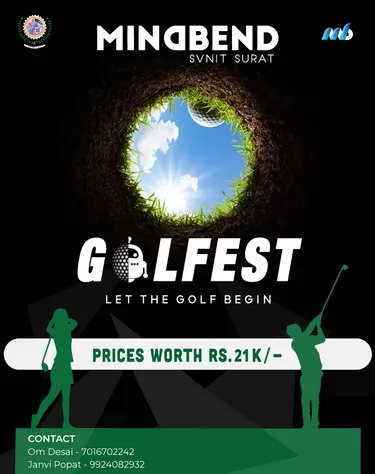 MINDBEND
SVNIT SURAT
mb
GOLFEST
LET THE GOLF BEGIN
PRICES WORTH RS.21K/-
CONTACT
Om Desai - 7016702242
Janvi Popat - 9924082932